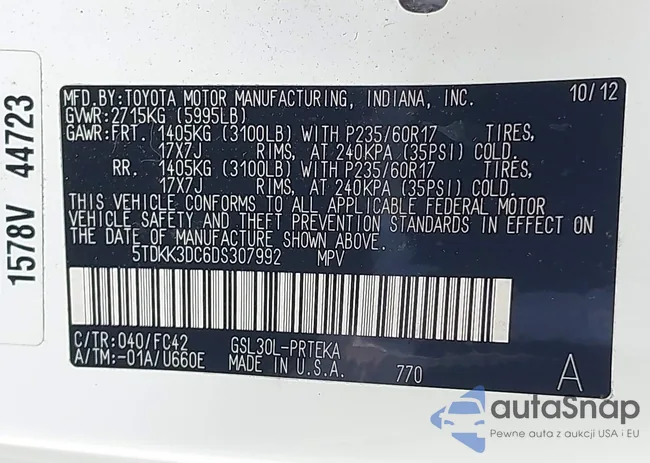 1578V 44723
MFD.BY:TOYOTA MOTOR MANUFACTURING, INDIANA, INC. 10/12
GVWR:2715KG (5995LB)
GAWR:FRT. 1405KG (3100LB) WITH P235/60R17 TIRES,
17X7J RIMS, AT 240KPA (35PSI) COLD.
RR. 1405KG (3100LB) WITH P235/60R17 TIRES,
17X7J RIMS, AT 240KPA (35PSI) COLD.
THIS VEHICLE CONFORMS TO ALL APPLICABLE FEDERAL MOTOR
VEHICLE SAFETY AND THEFT PREVENTION STANDARDS IN EFFECT ON
THE DATE OF MANUFACTURE SHOWN ABOVE.
5TDKK3DC6DS307992 MPV
C/TR:040/FC42 GSL30L-PRTEKA
A/TM:-01A/U660E MADE IN U.S.A. 770 A
autaSnap
Pewne auta z aukcji USA i EU